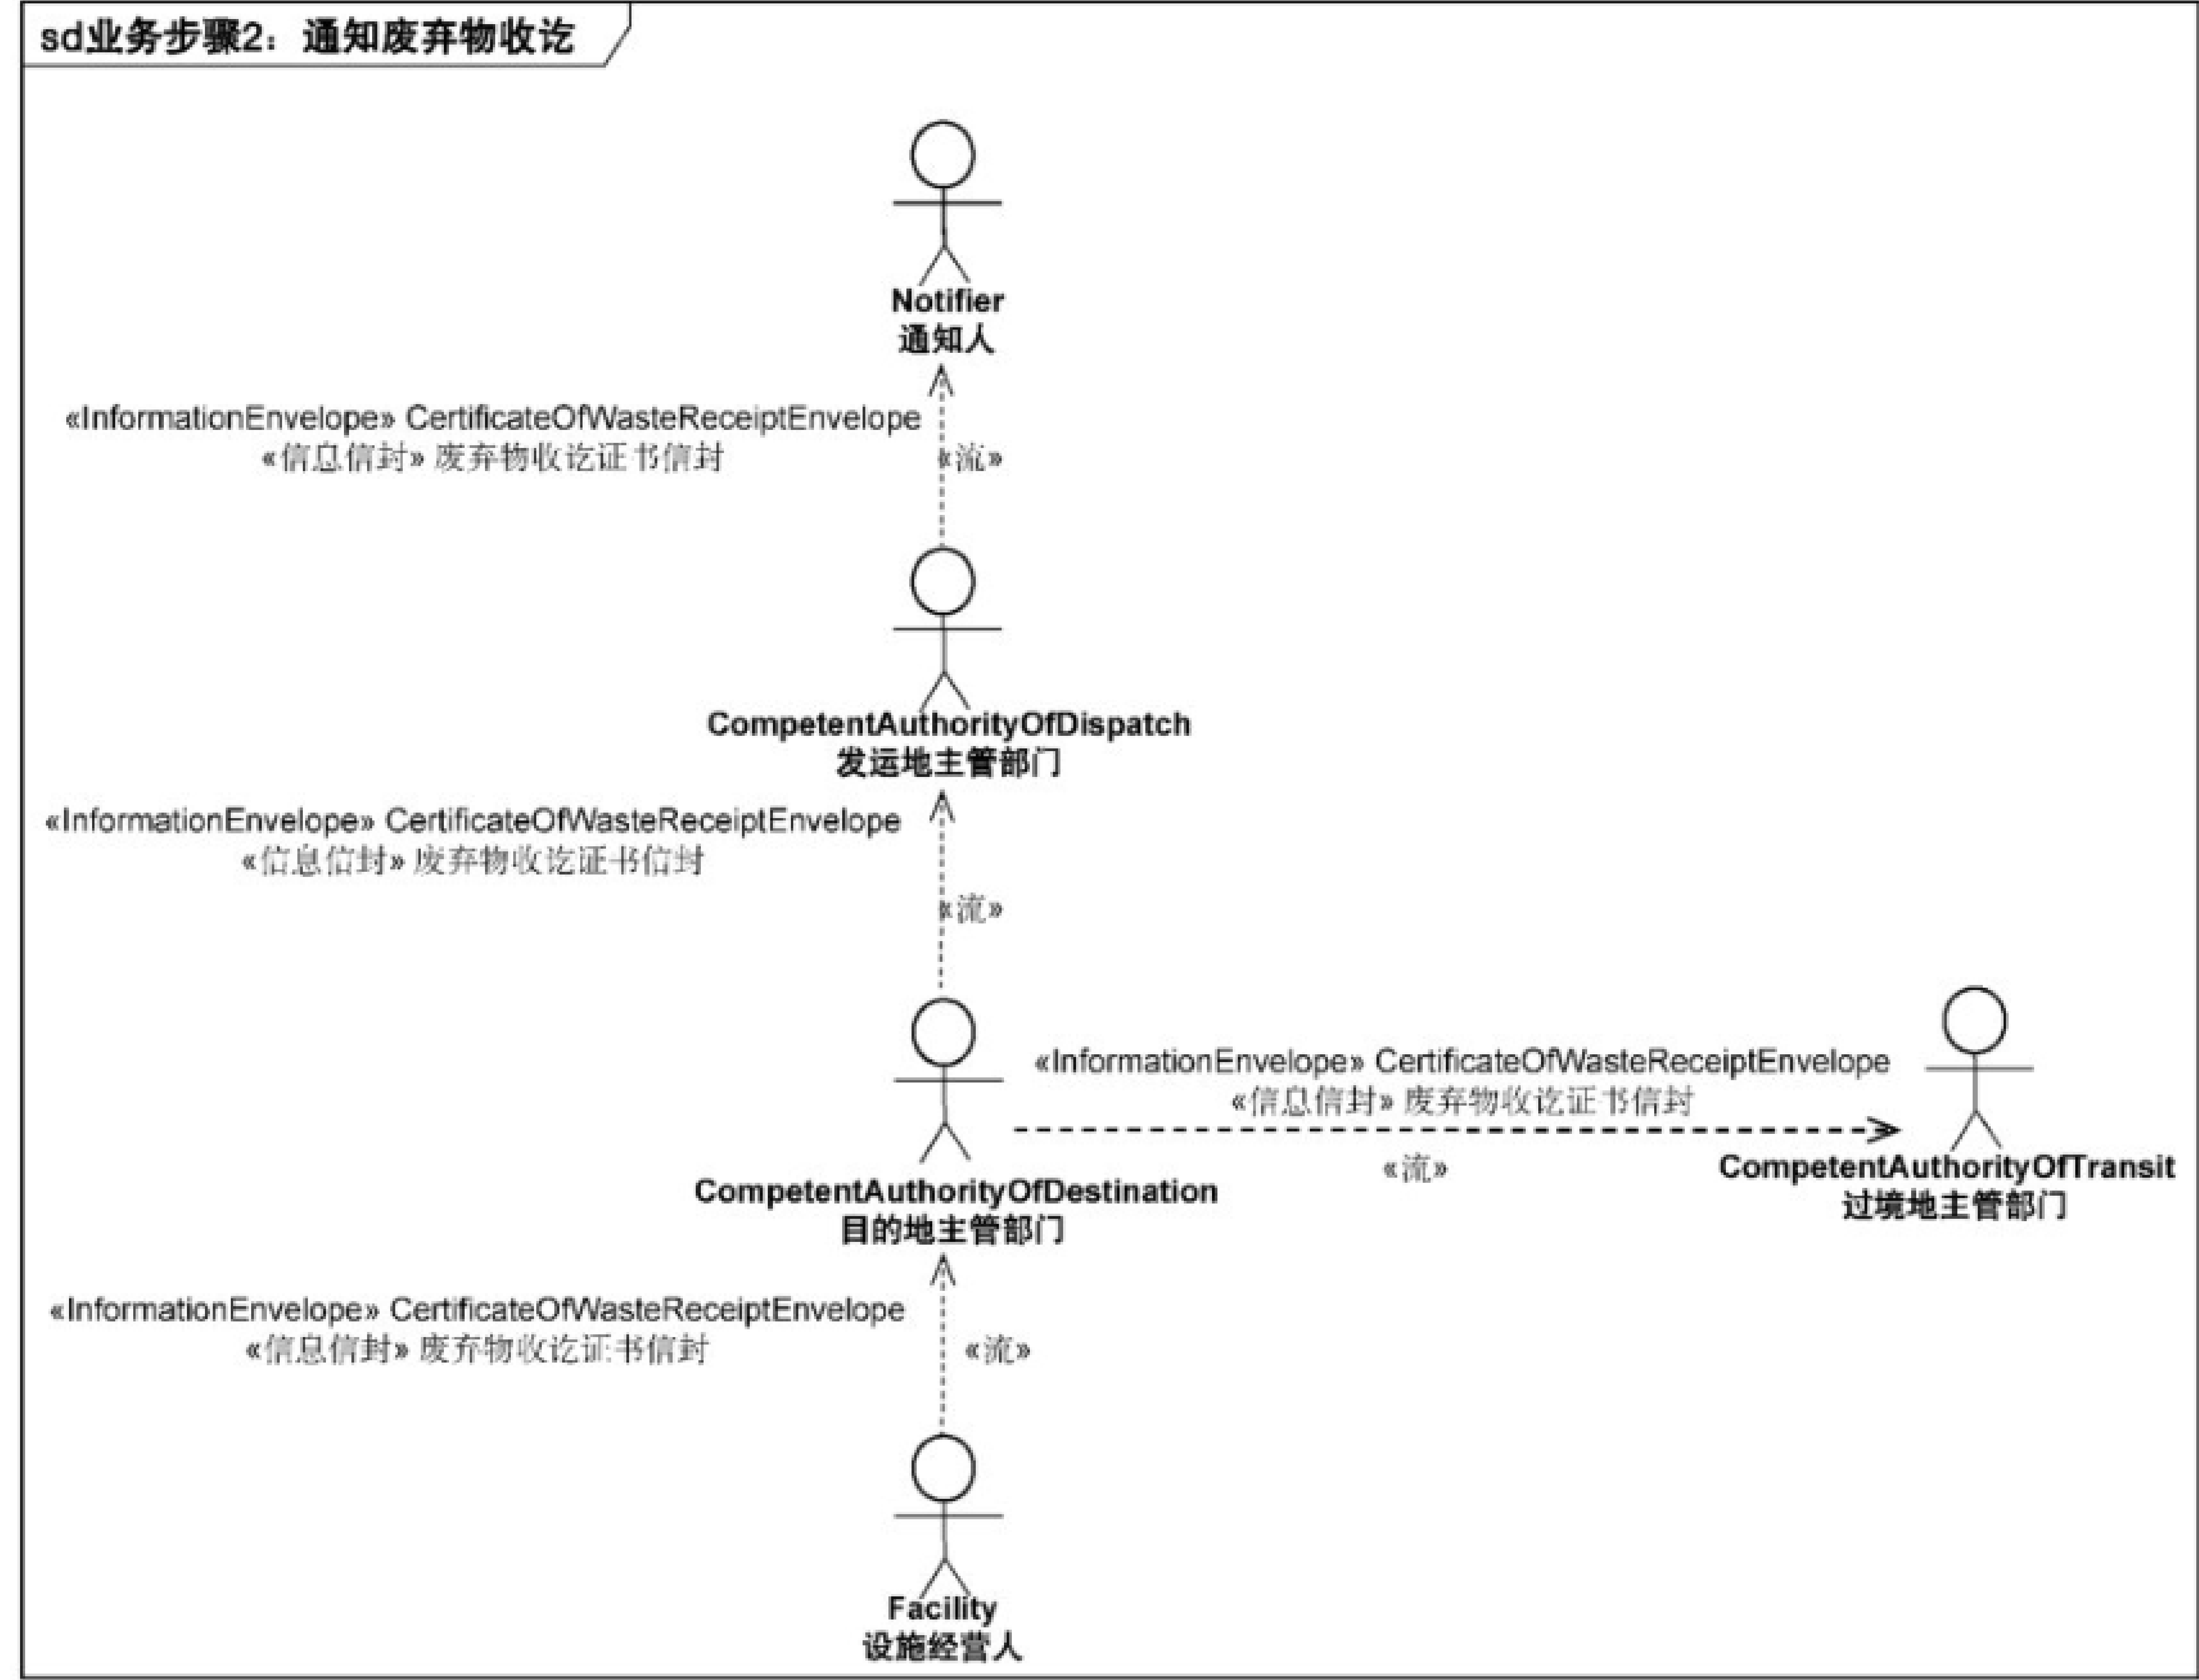 sd业务步骤2：通知废弃物收讫
Notifier
通知人
«InformationEnvelope» CertificateOfWasteReceiptEnvelope
«信息信封» 废弃物收讫证书信封
«流»
CompetentAuthorityOfDispatch
发运地主管部门
«InformationEnvelope» CertificateOfWasteReceiptEnvelope
«信息信封» 废弃物收讫证书信封
«流»
«InformationEnvelope» CertificateOfWasteReceiptEnvelope
«信息信封» 废弃物收讫证书信封
«流»
CompetentAuthorityOfTransit
过境地主管部门
CompetentAuthorityOfDestination
目的地主管部门
«InformationEnvelope» CertificateOfWasteReceiptEnvelope
«信息信封» 废弃物收讫证书信封
«流»
Facility
设施经营人